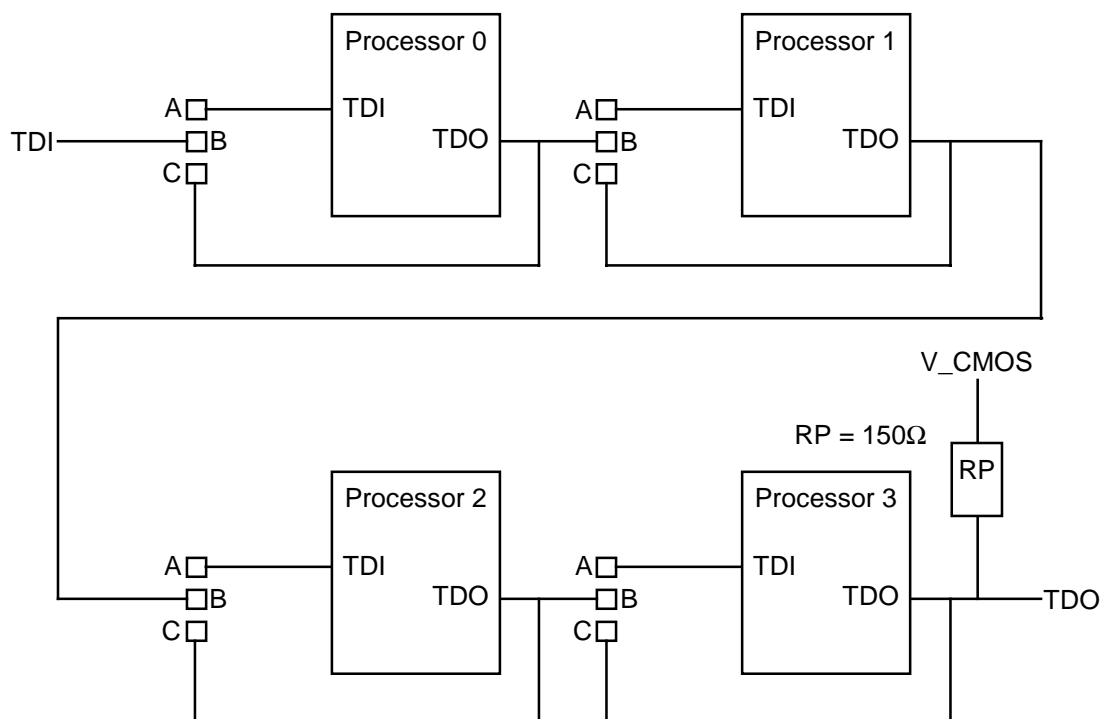 Processor 0
Processor 1
A
TDI
A
TDI
TDI
B
TDO
B
TDO
C
C
V_CMOS
RP = 150Ω
RP
Processor 2
Processor 3
A
TDI
A
TDI
B
TDO
B
TDO
TDO
C
C